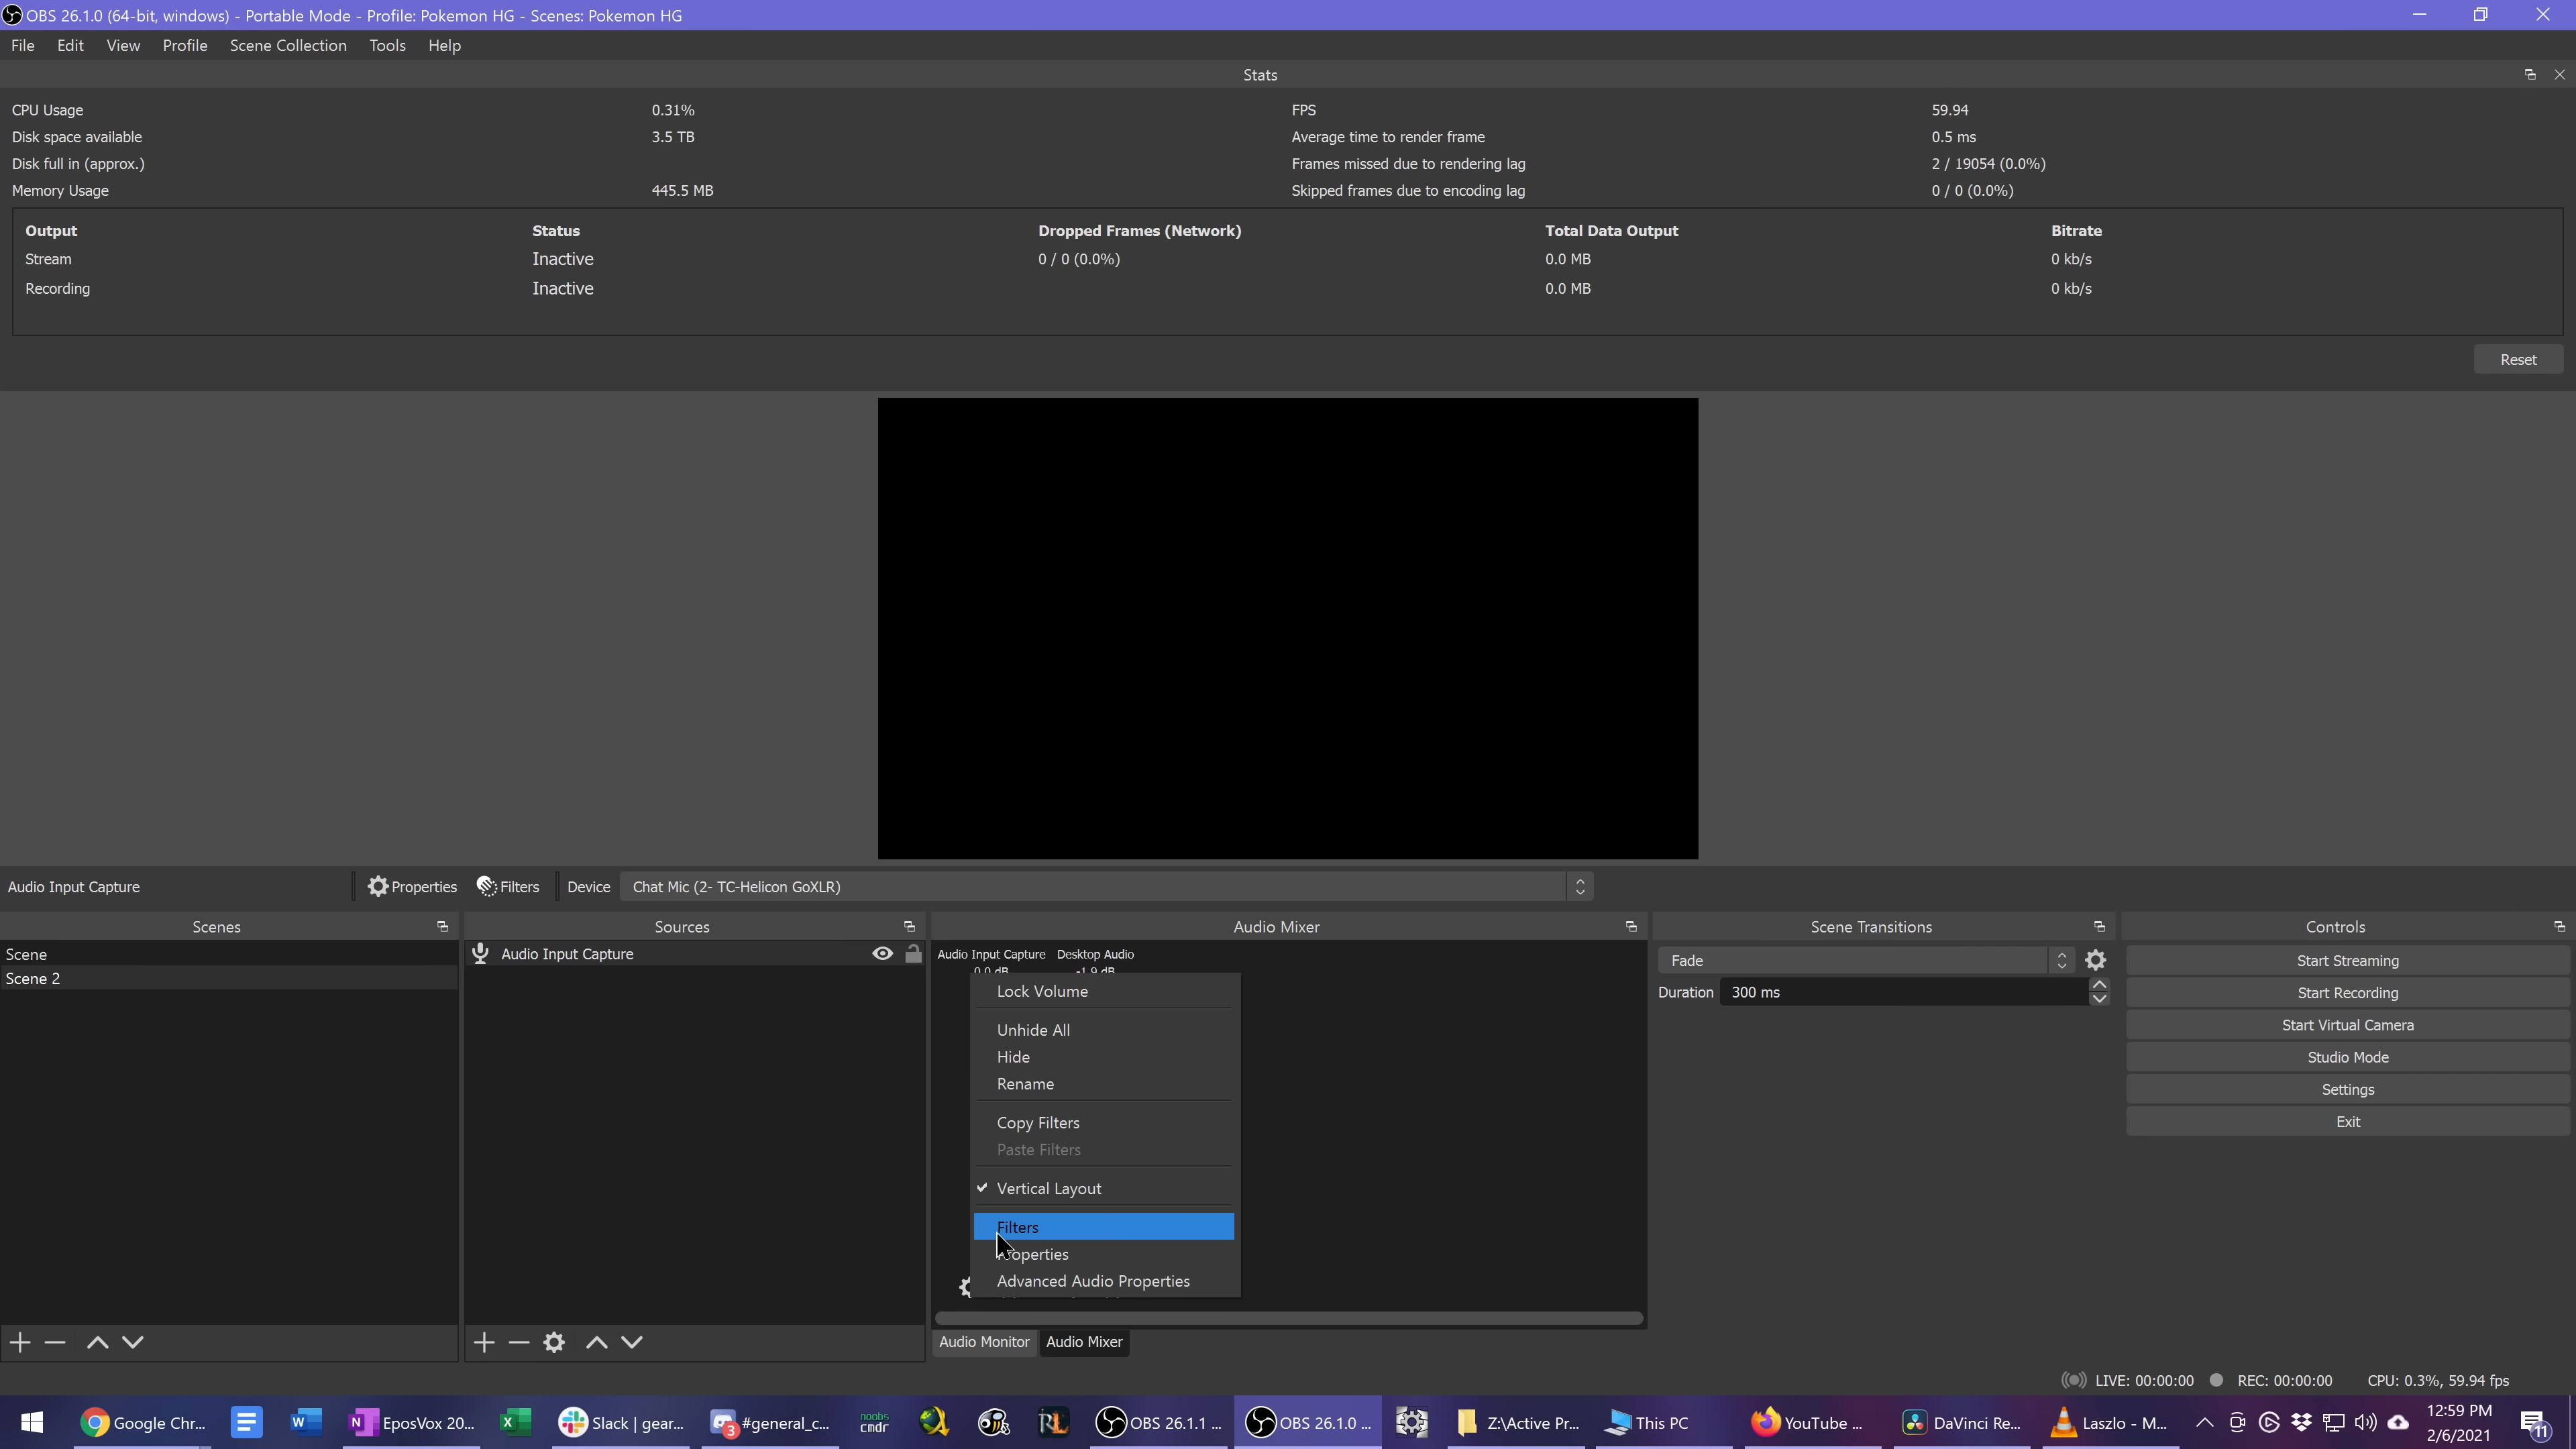 OBS 26.1.0 (64-bit, windows) - Portable Mode - Profile: Pokemon HG - Scenes: Pokemon HG
File Edit View Profile Scene Collection Tools Help
Stats
CPU Usage 0.31% FPS 59.94
Disk space available 3.5 TB Average time to render frame 0.5 ms
Disk full in (approx.) Frames missed due to rendering lag 2 / 19054 (0.0%)
Memory Usage 445.5 MB Skipped frames due to encoding lag 0 / 0 (0.0%)
Output Status Dropped Frames (Network) Total Data Output Bitrate
Stream Inactive 0 / 0 (0.0%) 0.0 MB 0 kb/s
Recording Inactive 0.0 MB 0 kb/s
Reset
Audio Input Capture Properties Filters Device Chat Mic (2- TC-Helicon GoXLR)
Scenes Sources Audio Mixer Scene Transitions Controls
Scene
Scene 2
Audio Input Capture
Audio Input Capture Desktop Audio
0.0 dB -1.9 dB
Lock Volume
Unhide All
Hide
Rename
Copy Filters
Paste Filters
Vertical Layout
Filters
Properties
Advanced Audio Properties
Audio Monitor Audio Mixer
Fade
Duration 300 ms
Start Streaming
Start Recording
Start Virtual Camera
Studio Mode
Settings
Exit
LIVE: 00:00:00 REC: 00:00:00 CPU: 0.3%, 59.94 fps
Google Chr... EposVox 20... Slack | gear... 3 #general_c... noobs cmdr RL OBS 26.1.1 ... OBS 26.1.0 ... Z:\Active Pr... This PC YouTube ... DaVinci Re... Laszlo - M... 12:59 PM
2/6/2021
11